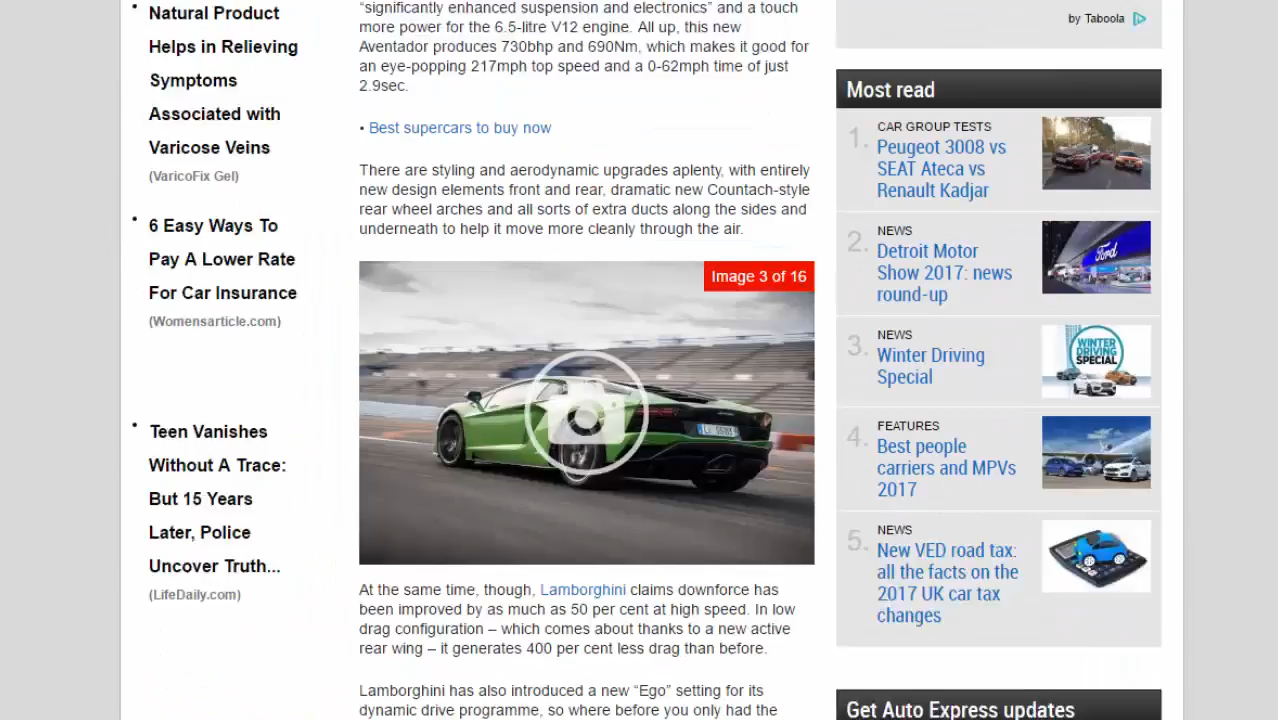 Natural Product
Helps in Relieving
Symptoms
Associated with
Varicose Veins
(VaricoFix Gel)
6 Easy Ways To
Pay A Lower Rate
For Car Insurance
(Womensarticle.com)
Teen Vanishes
Without A Trace:
But 15 Years
Later, Police
Uncover Truth...
(LifeDaily.com)
“significantly enhanced suspension and electronics” and a touch
more power for the 6.5-litre V12 engine. All up, this new
Aventador produces 730bhp and 690Nm, which makes it good for
an eye-popping 217mph top speed and a 0-62mph time of just
2.9sec.
• Best supercars to buy now
There are styling and aerodynamic upgrades aplenty, with entirely
new design elements front and rear, dramatic new Countach-style
rear wheel arches and all sorts of extra ducts along the sides and
underneath to help it move more cleanly through the air.
Image 3 of 16
At the same time, though, Lamborghini claims downforce has
been improved by as much as 50 per cent at high speed. In low
drag configuration – which comes about thanks to a new active
rear wing – it generates 400 per cent less drag than before.
Lamborghini has also introduced a new “Ego” setting for its
dynamic drive programme, so where before you only had the
by Taboola
Most read
1. CAR GROUP TESTS
Peugeot 3008 vs
SEAT Ateca vs
Renault Kadjar
2. NEWS
Detroit Motor
Show 2017: news
round-up
Ford
3. NEWS
Winter Driving
Special
WINTER
DRIVING
SPECIAL
4. FEATURES
Best people
carriers and MPVs
2017
5. NEWS
New VED road tax:
all the facts on the
2017 UK car tax
changes
Get Auto Express updates